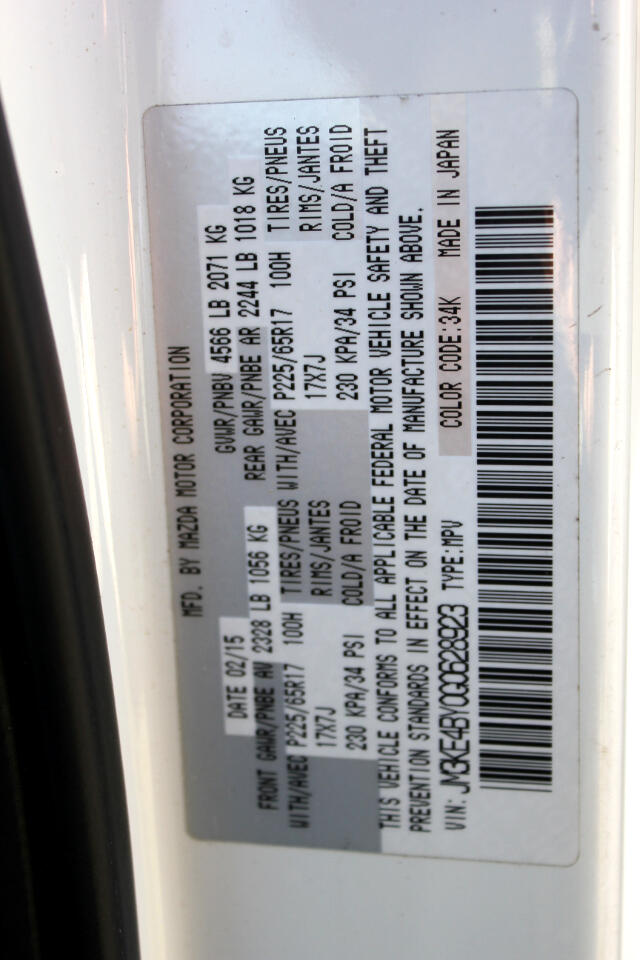 MFD. BY MAZDA MOTOR CORPORATION
DATE 02/15 GVWR/PNBV 4566 LB 2071 KG
FRONT GAWR/PNBE AV 2328 LB 1056 KG REAR GAWR/PNBE AR 2244 LB 1018 KG
WITH/AVEC P225/65R17 100H TIRES/PNEUS WITH/AVEC P225/65R17 100H TIRES/PNEUS
17X7J RIMS/JANTES 17X7J RIMS/JANTES
230 KPA/34 PSI COLD/A FROID 230 KPA/34 PSI COLD/A FROID
THIS VEHICLE CONFORMS TO ALL APPLICABLE FEDERAL MOTOR VEHICLE SAFETY AND THEFT
PREVENTION STANDARDS IN EFFECT ON THE DATE OF MANUFACTURE SHOWN ABOVE.
VIN: JM3KE4BY0G0628923 TYPE:MPV COLOR CODE:34K MADE IN JAPAN